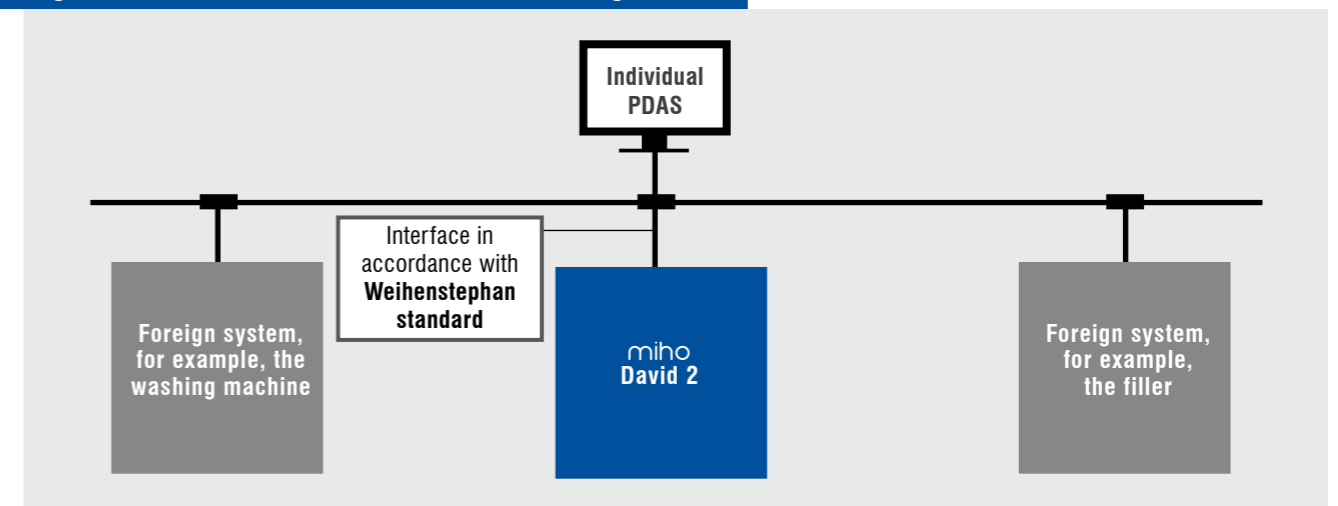 Individual
PDAS
Interface in
accordance with
Weihenstephan
standard
Foreign system,
for example, the
washing machine
miho
David 2
Foreign system,
for example,
the filler